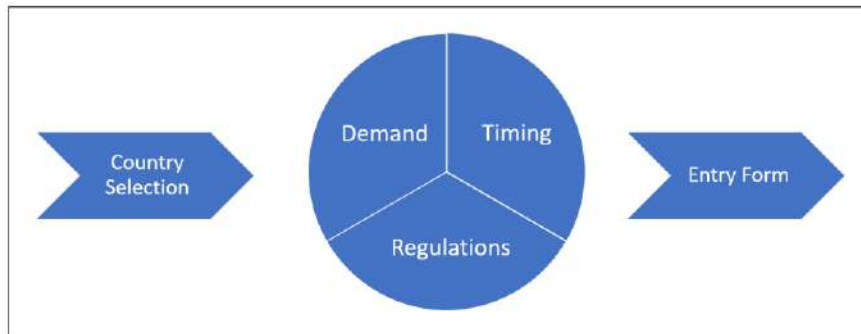 Country
Selection
Demand
Timing
Regulations
Entry Form